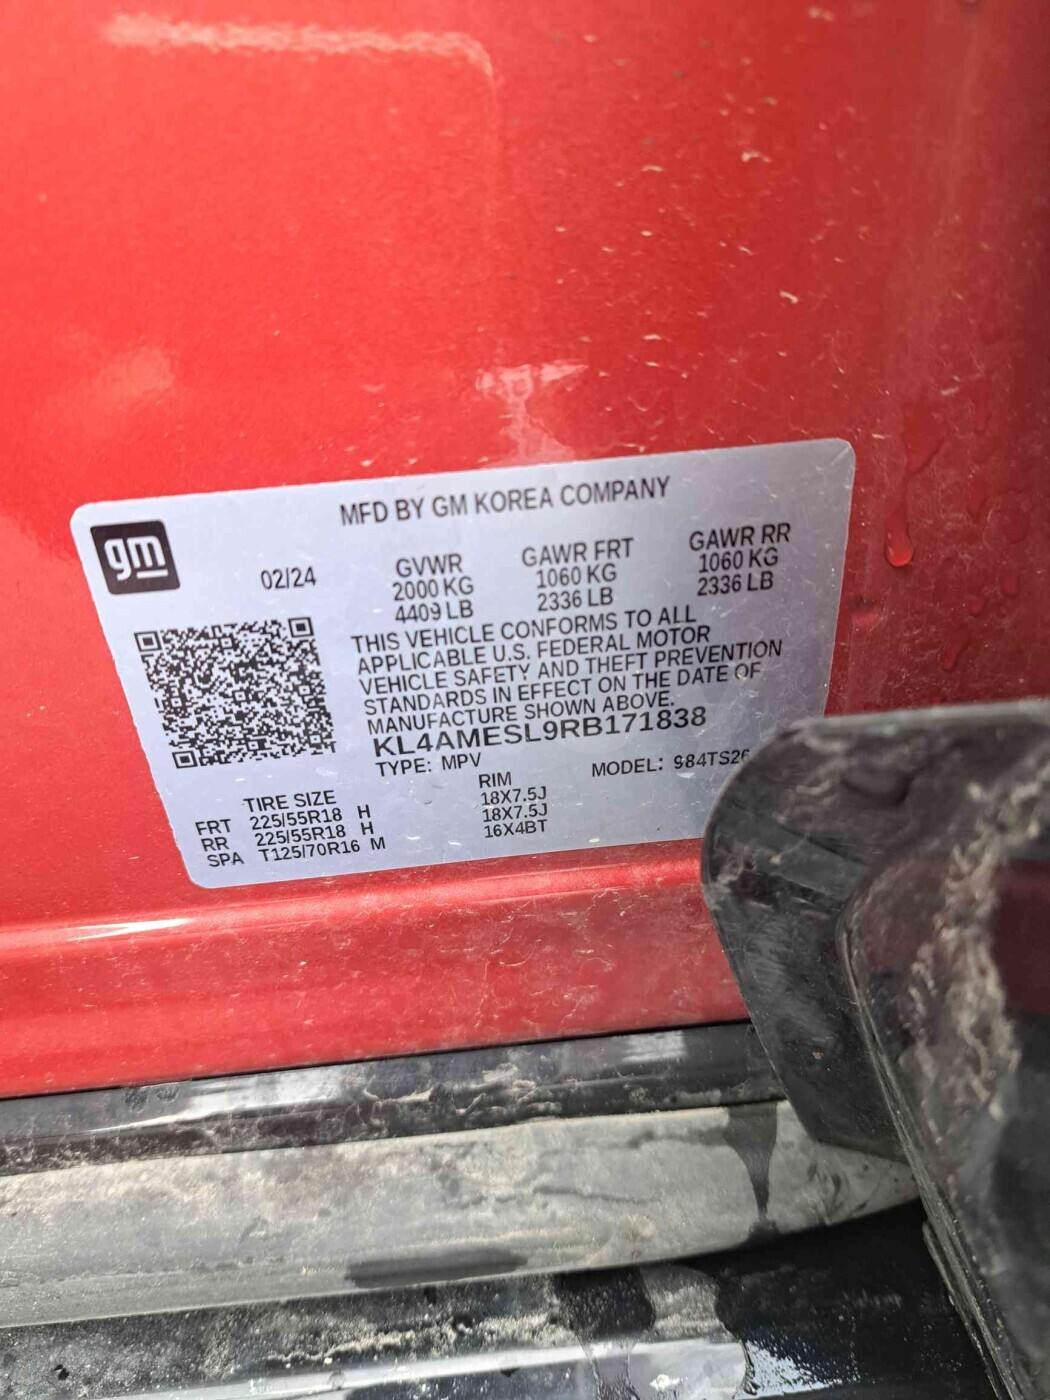 MFD BY GM KOREA COMPANY
gm
02/24
GVWR
2000 KG
4409 LB
GAWR FRT
1060 KG
2336 LB
GAWR RR
1060 KG
2336 LB
THIS VEHICLE CONFORMS TO ALL
APPLICABLE U.S. FEDERAL MOTOR
VEHICLE SAFETY AND THEFT PREVENTION
STANDARDS IN EFFECT ON THE DATE OF
MANUFACTURE SHOWN ABOVE.
KL4AMESL9RB171838
TYPE: MPV
MODEL: 984TS26
TIRE SIZE
RIM
FRT 225/55R18 H 18X7.5J
RR 225/55R18 H 18X7.5J
SPA T125/70R16 M 16X4BT